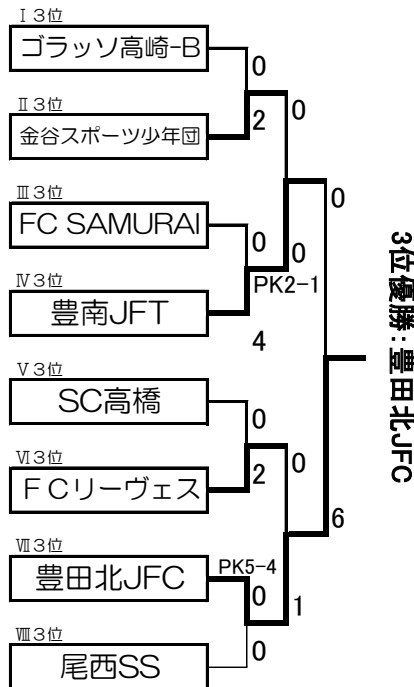 Ⅰ3位
ゴラッソ高崎-B
0
Ⅱ3位
2
0
金谷スポーツ少年団
Ⅲ3位
0
FC SAMURAI
0
0
Ⅳ3位
PK2-1
豊南JFT
4
3位優勝:豊田北JFC
Ⅴ3位
SC高橋
0
Ⅵ3位
2
0
FCリーヴェス
6
Ⅶ3位
PK5-4
豊田北JFC
0
1
Ⅷ3位
0
尾西SS